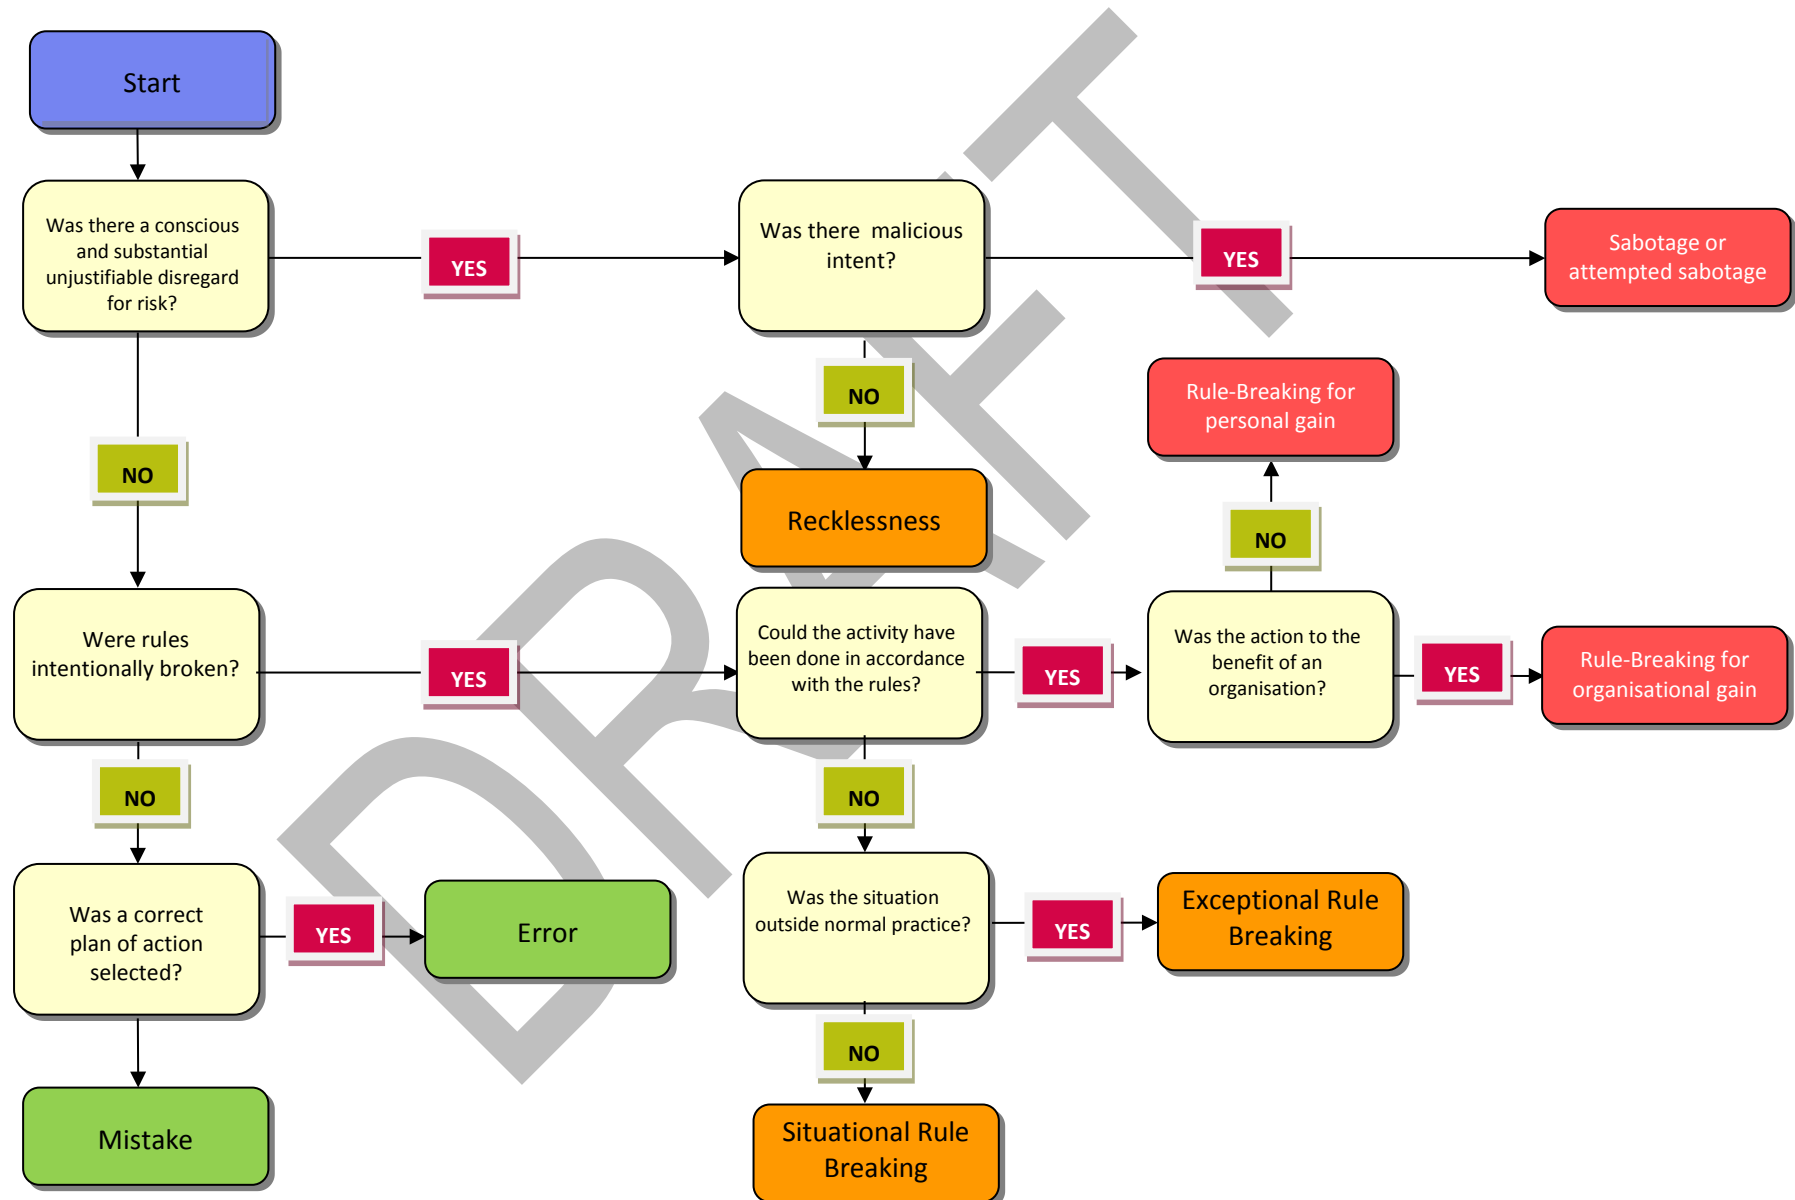 Start
Was there a conscious
and substantial
unjustifiable disregard
for risk?
YES
Was there malicious
intent?
YES
Sabotage or
attempted sabotage
NO
Rule-Breaking for
personal gain
NO
Recklessness
NO
Were rules
intentionally broken?
YES
Could the activity have
been done in accordance
with the rules?
YES
Was the action to the
benefit of an
organisation?
YES
Rule-Breaking for
organisational gain
NO
NO
Was a correct
plan of action
selected?
YES
Error
Was the situation
outside normal practice?
YES
Exceptional Rule
Breaking
NO
Mistake
Situational Rule
Breaking
DRAFT